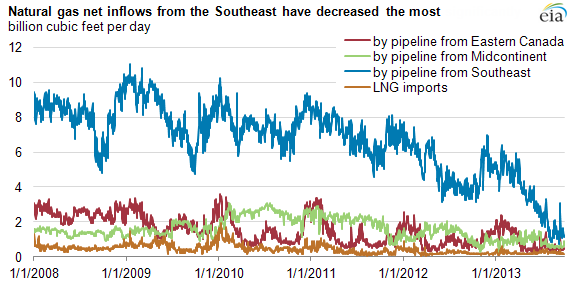 Natural gas net inflows from the Southeast have decreased the most
billion cubic feet per day
eia
by pipeline from Eastern Canada
by pipeline from Midcontinent
by pipeline from Southeast
LNG imports
12
10
8
6
4
2
0
1/1/2008
1/1/2009
1/1/2010
1/1/2011
1/1/2012
1/1/2013